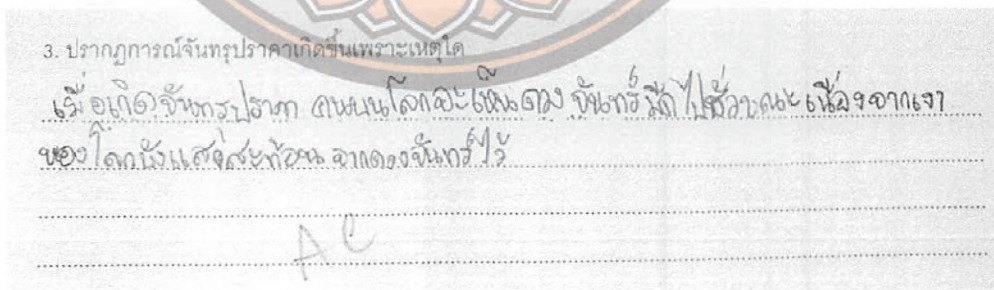 3. ปรากฏการณ์จันทรุปราคาเกิดขึ้นเพราะเหตุใด
เมื่อเกิดจันทรุปราคา คนบนโลกจะเห็นดวงจันทร์มืดไปชั่วขณะเนื่องจากเงา
ของโลกบังแสงสะท้อนจากดวงจันทร์ไว้
AC